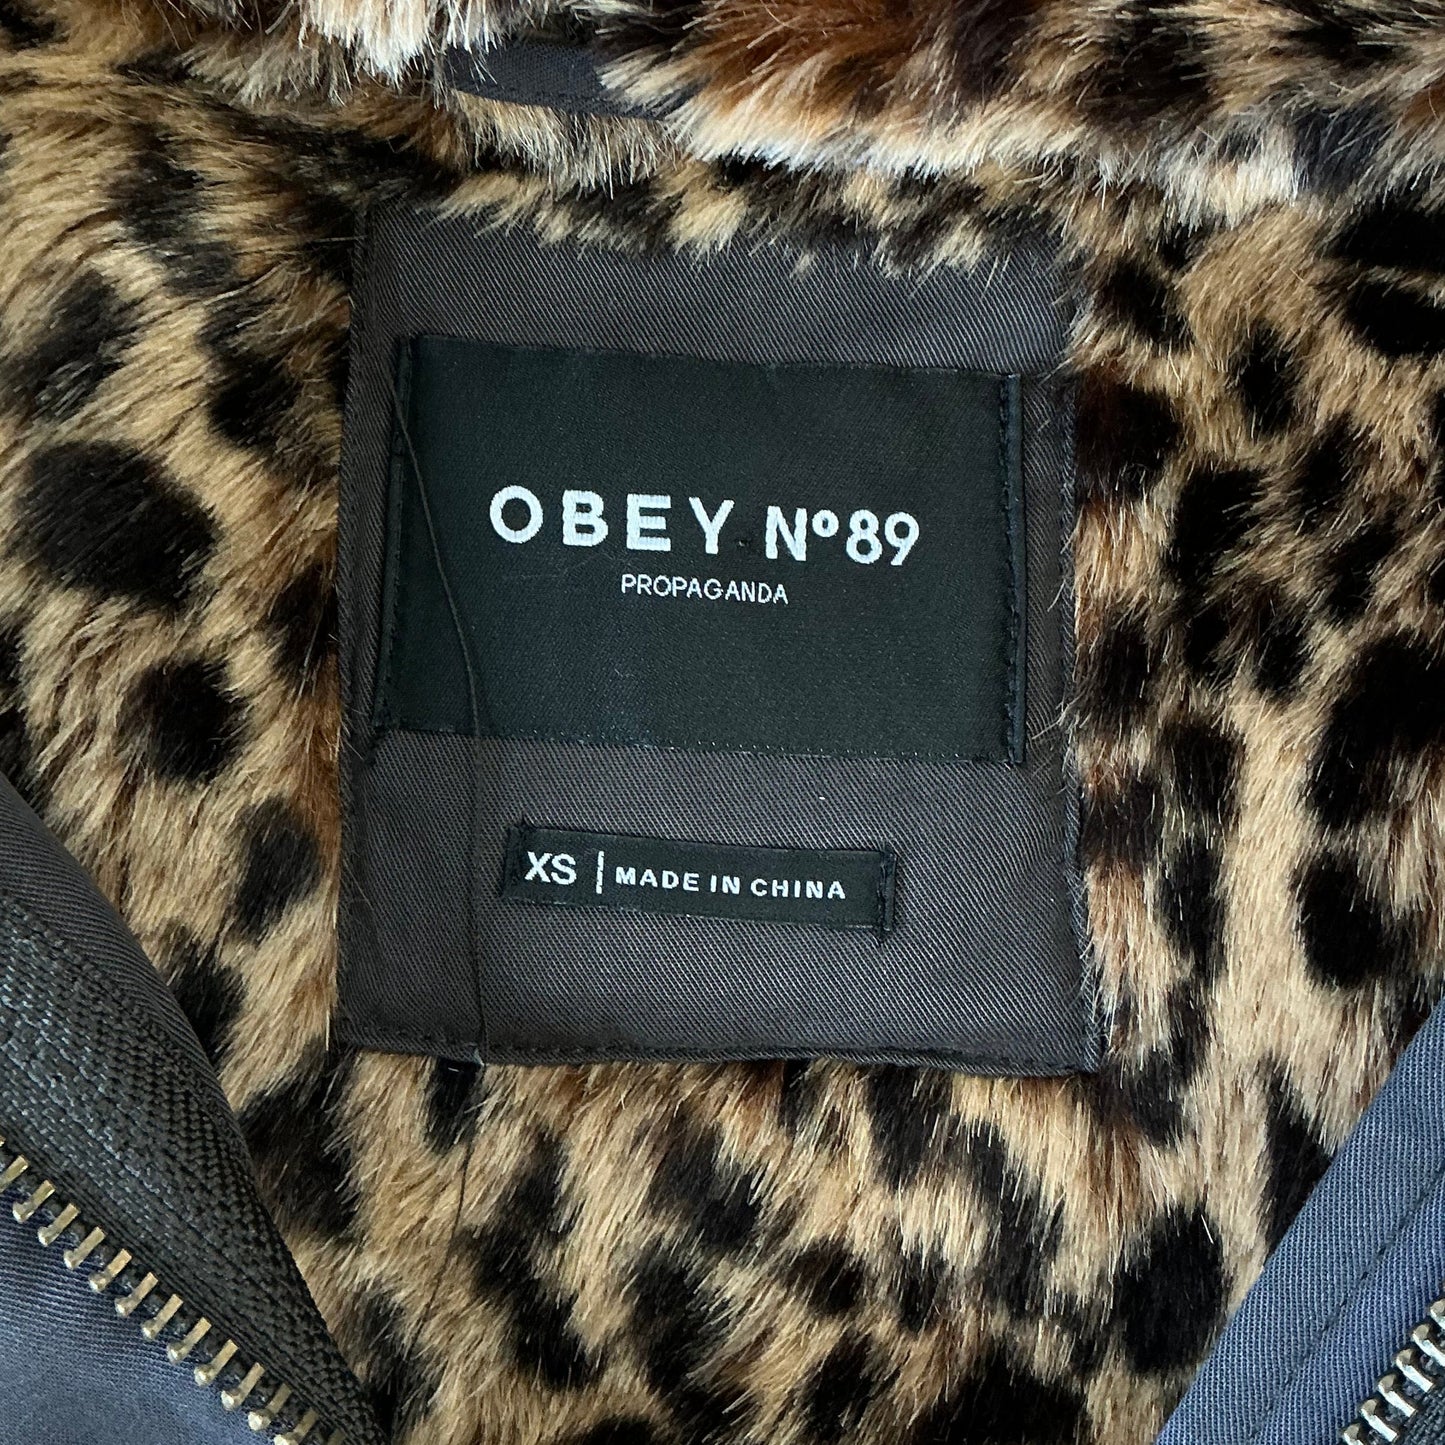 OBEY Nº89
PROPAGANDA
XS | MADE IN CHINA